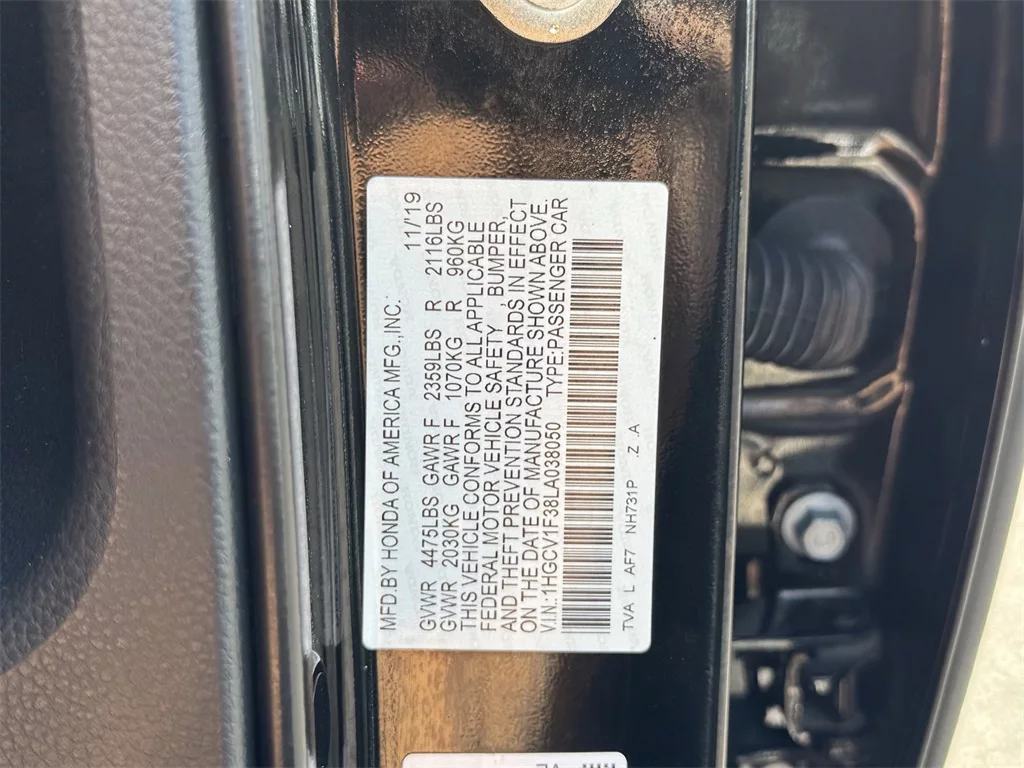 MFD.BY HONDA OF AMERICA MFG.,INC. 11/'19
GVWR 4475LBS GAWR F 2359LBS R 2116LBS
GVWR 2030KG GAWR F 1070KG R 960KG
THIS VEHICLE CONFORMS TO ALL APPLICABLE
FEDERAL MOTOR VEHICLE SAFETY , BUMPER,
AND THEFT PREVENTION STANDARDS IN EFFECT
ON THE DATE OF MANUFACTURE SHOWN ABOVE.
V.I.N.:1HGCV1F38LA038050 TYPE:PASSENGER CAR
TVA L AF7 NH731P .Z .A